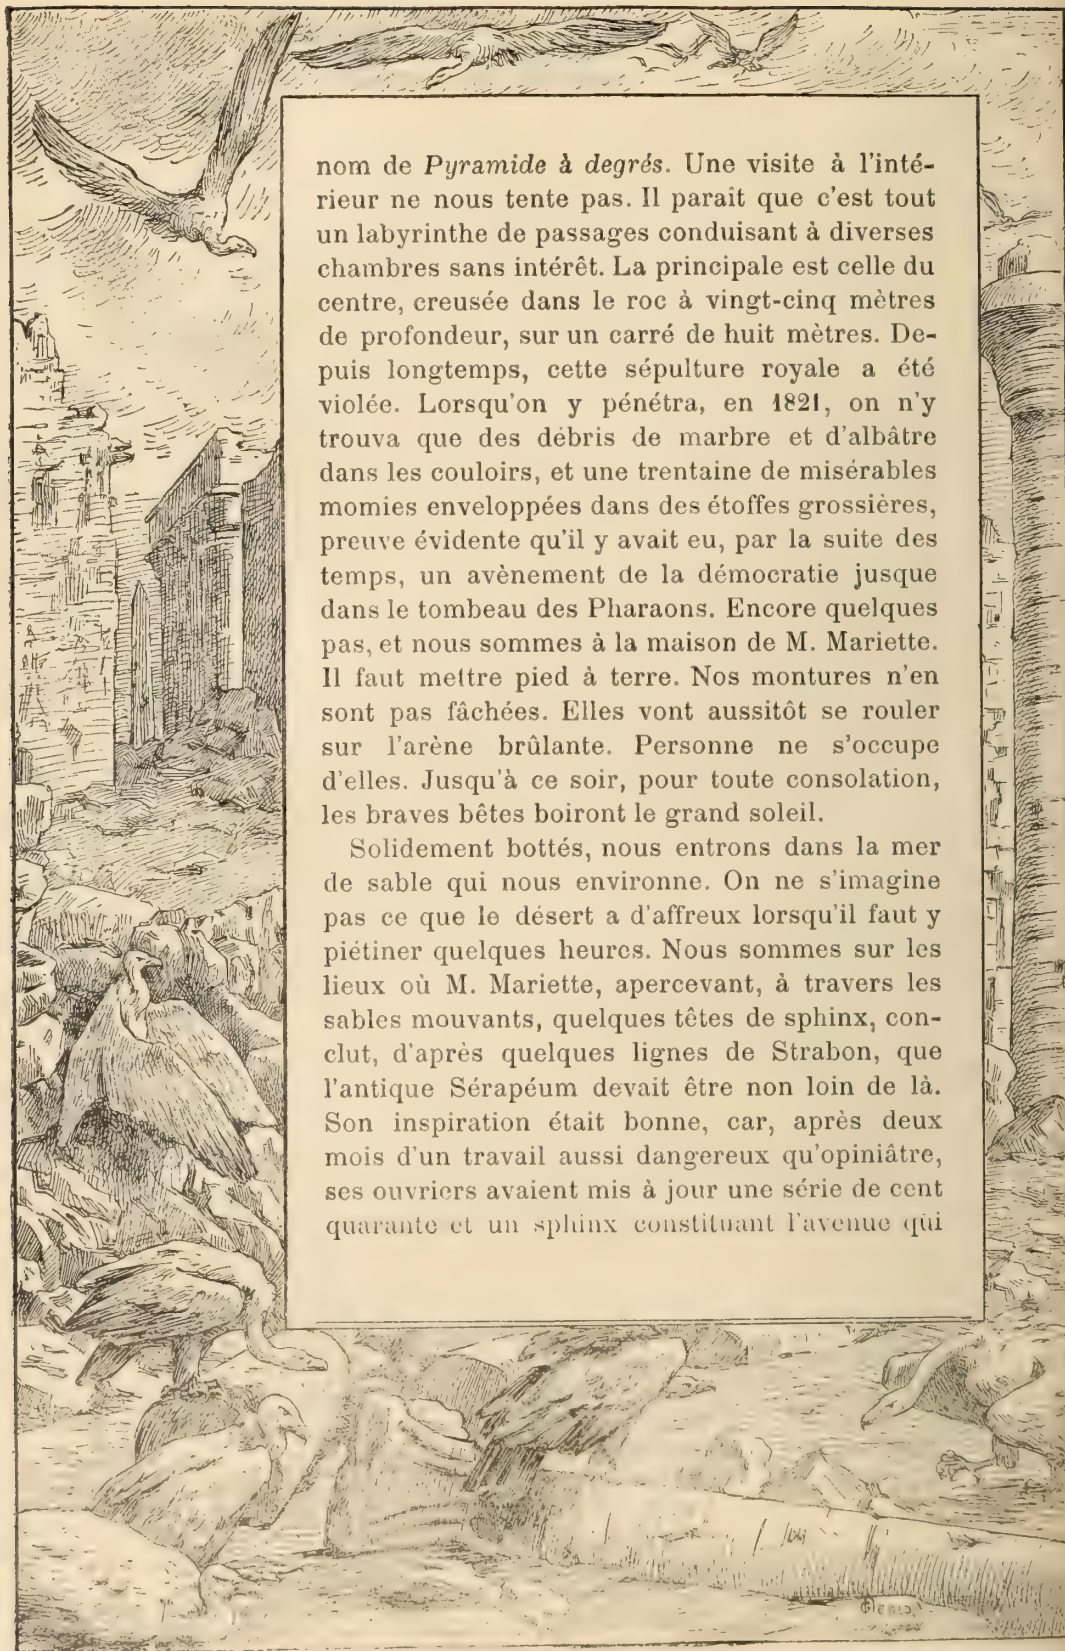 nom de Pyramide à degrés. Une visite à l'inté-
rieur ne nous tente pas. Il parait que c'est tout
un labyrinthe de passages conduisant à diverses
chambres sans intérêt. La principale est celle du
centre, creusée dans le roc à vingt-cinq mètres
de profondeur, sur un carré de huit mètres. De-
puis longtemps, cette sépulture royale a été
violée. Lorsqu'on y pénétra, en 1821, on n'y
trouva que des débris de marbre et d'albâtre
dans les couloirs, et une trentaine de misérables
momies enveloppées dans des étoffes grossières,
preuve évidente qu'il y avait eu, par la suite des
temps, un avènement de la démocratie jusque
dans le tombeau des Pharaons. Encore quelques
pas, et nous sommes à la maison de M. Mariette.
Il faut mettre pied à terre. Nos montures n'en
sont pas fâchées. Elles vont aussitôt se rouler
sur l'arène brûlante. Personne ne s'occupe
d'elles. Jusqu'à ce soir, pour toute consolation,
les braves bêtes boiront le grand soleil.
Solidement bottés, nous entrons dans la mer
de sable qui nous environne. On ne s'imagine
pas ce que le désert a d'affreux lorsqu'il faut y
piétiner quelques heures. Nous sommes sur les
lieux où M. Mariette, apercevant, à travers les
sables mouvants, quelques têtes de sphinx, con-
clut, d'après quelques lignes de Strabon, que
l'antique Sérapéum devait être non loin de là.
Son inspiration était bonne, car, après deux
mois d'un travail aussi dangereux qu'opiniâtre,
ses ouvriers avaient mis à jour une série de cent
quarante et un sphinx constituant l'avenue qui